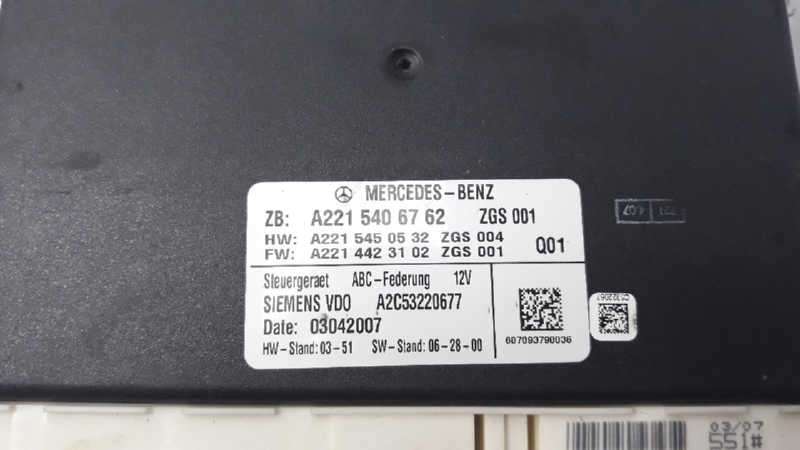 MERCEDES-BENZ
ZB: A221 540 67 62 ZGS 001
HW: A221 545 05 32 ZGS 004
FW: A221 442 31 02 ZGS 001 Q01
Steuergeraet ABC-Federung 12V
SIEMENS VDO A2C53220677
Date: 03042007
HW-Stand: 03-51 SW-Stand: 06-28-00
607093790036
4.07
03/07
551#